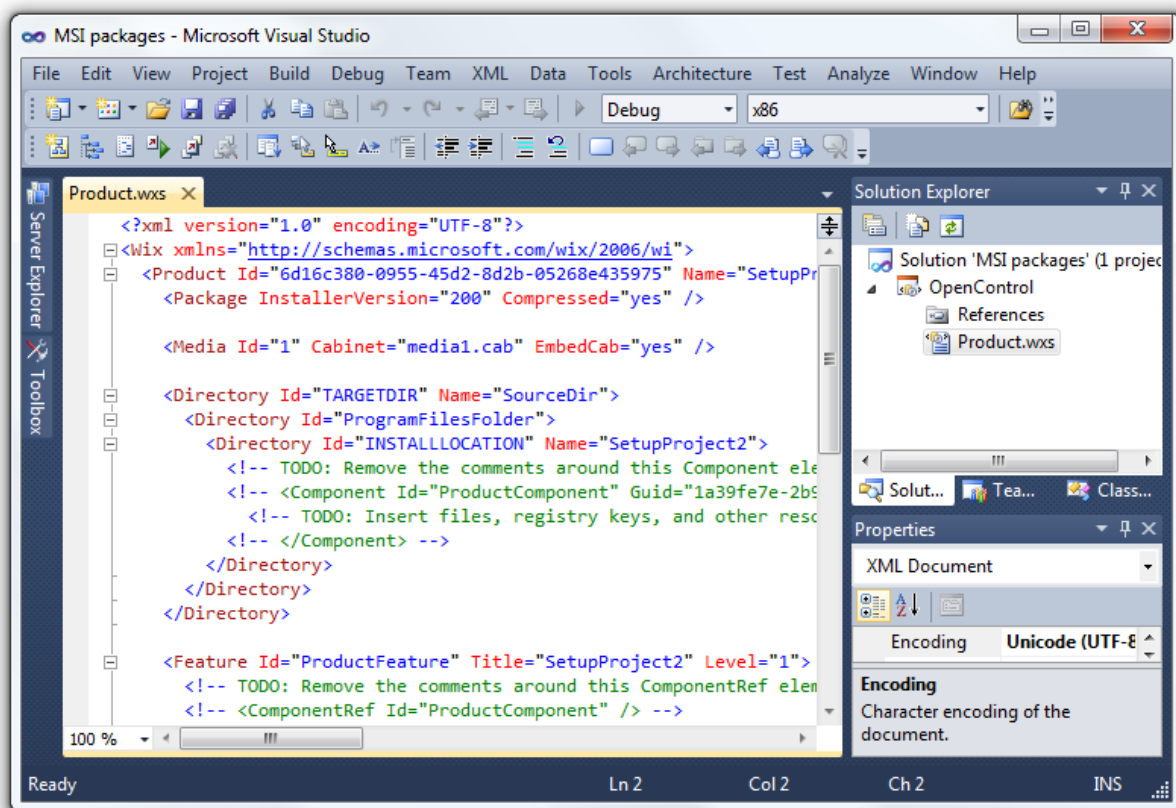 MSI packages - Microsoft Visual Studio
File Edit View Project Build Debug Team XML Data Tools Architecture Test Analyze Window Help
Debug x86
Server Explorer
Toolbox
Product.wxs
<?xml version="1.0" encoding="UTF-8"?>
<Wix xmlns="http://schemas.microsoft.com/wix/2006/wi">
<Product Id="6d16c380-0955-45d2-8d2b-05268e435975" Name="SetupPr
<Package InstallerVersion="200" Compressed="yes" />
<Media Id="1" Cabinet="media1.cab" EmbedCab="yes" />
<Directory Id="TARGETDIR" Name="SourceDir">
<Directory Id="ProgramFilesFolder">
<Directory Id="INSTALLLOCATION" Name="SetupProject2">
<!-- TODO: Remove the comments around this Component ele
<!-- <Component Id="ProductComponent" Guid="1a39fe7e-2b9
<!-- TODO: Insert files, registry keys, and other reso
<!-- </Component> -->
</Directory>
</Directory>
</Directory>
<Feature Id="ProductFeature" Title="SetupProject2" Level="1">
<!-- TODO: Remove the comments around this ComponentRef elem
<!-- <ComponentRef Id="ProductComponent" /> -->
100 %
Solution Explorer
Solution 'MSI packages' (1 projec
OpenControl
References
Product.wxs
Solut... Tea... Class...
Properties
XML Document
Encoding Unicode (UTF-8
Encoding
Character encoding of the
document.
Ready Ln 2 Col 2 Ch 2 INS